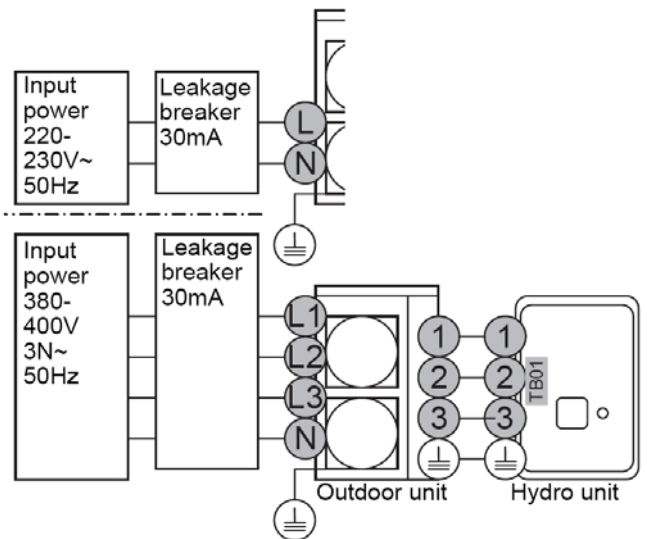 Input
power
220-
230V~
50Hz
Leakage
breaker
30mA
L
N
Input
power
380-
400V
3N~
50Hz
Leakage
breaker
30mA
L1
L2
L3
N
1
2
3
1
2
3
TB01
Outdoor unit
Hydro unit